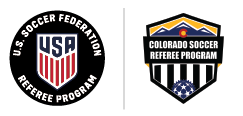 U.S. SOCCER FEDERATION
USA
REFEREE PROGRAM
COLORADO SOCCER
REFEREE PROGRAM